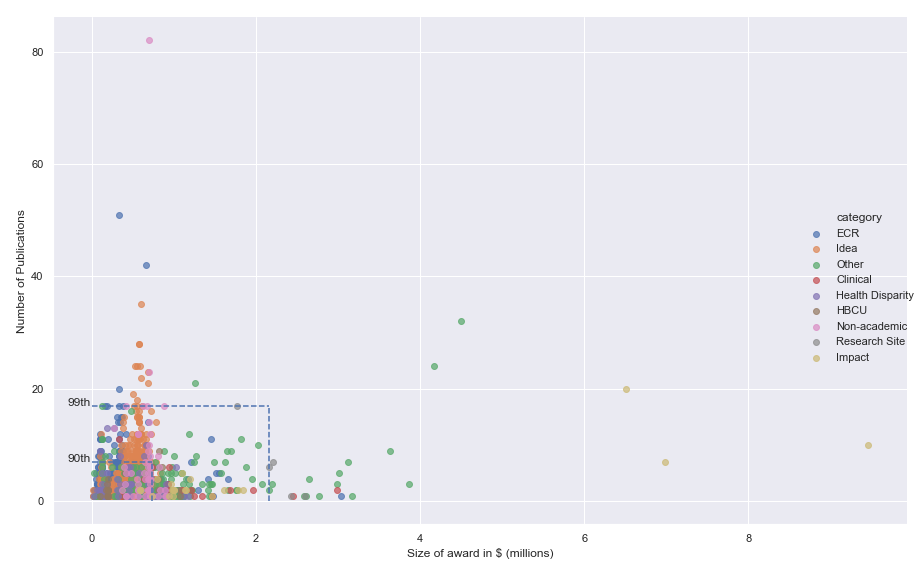 80
60
40
20
0
99th
90th
Number of Publications
0
2
4
6
8
Size of award in $ (millions)
category
ECR
Idea
Other
Clinical
Health Disparity
HBCU
Non-academic
Research Site
Impact